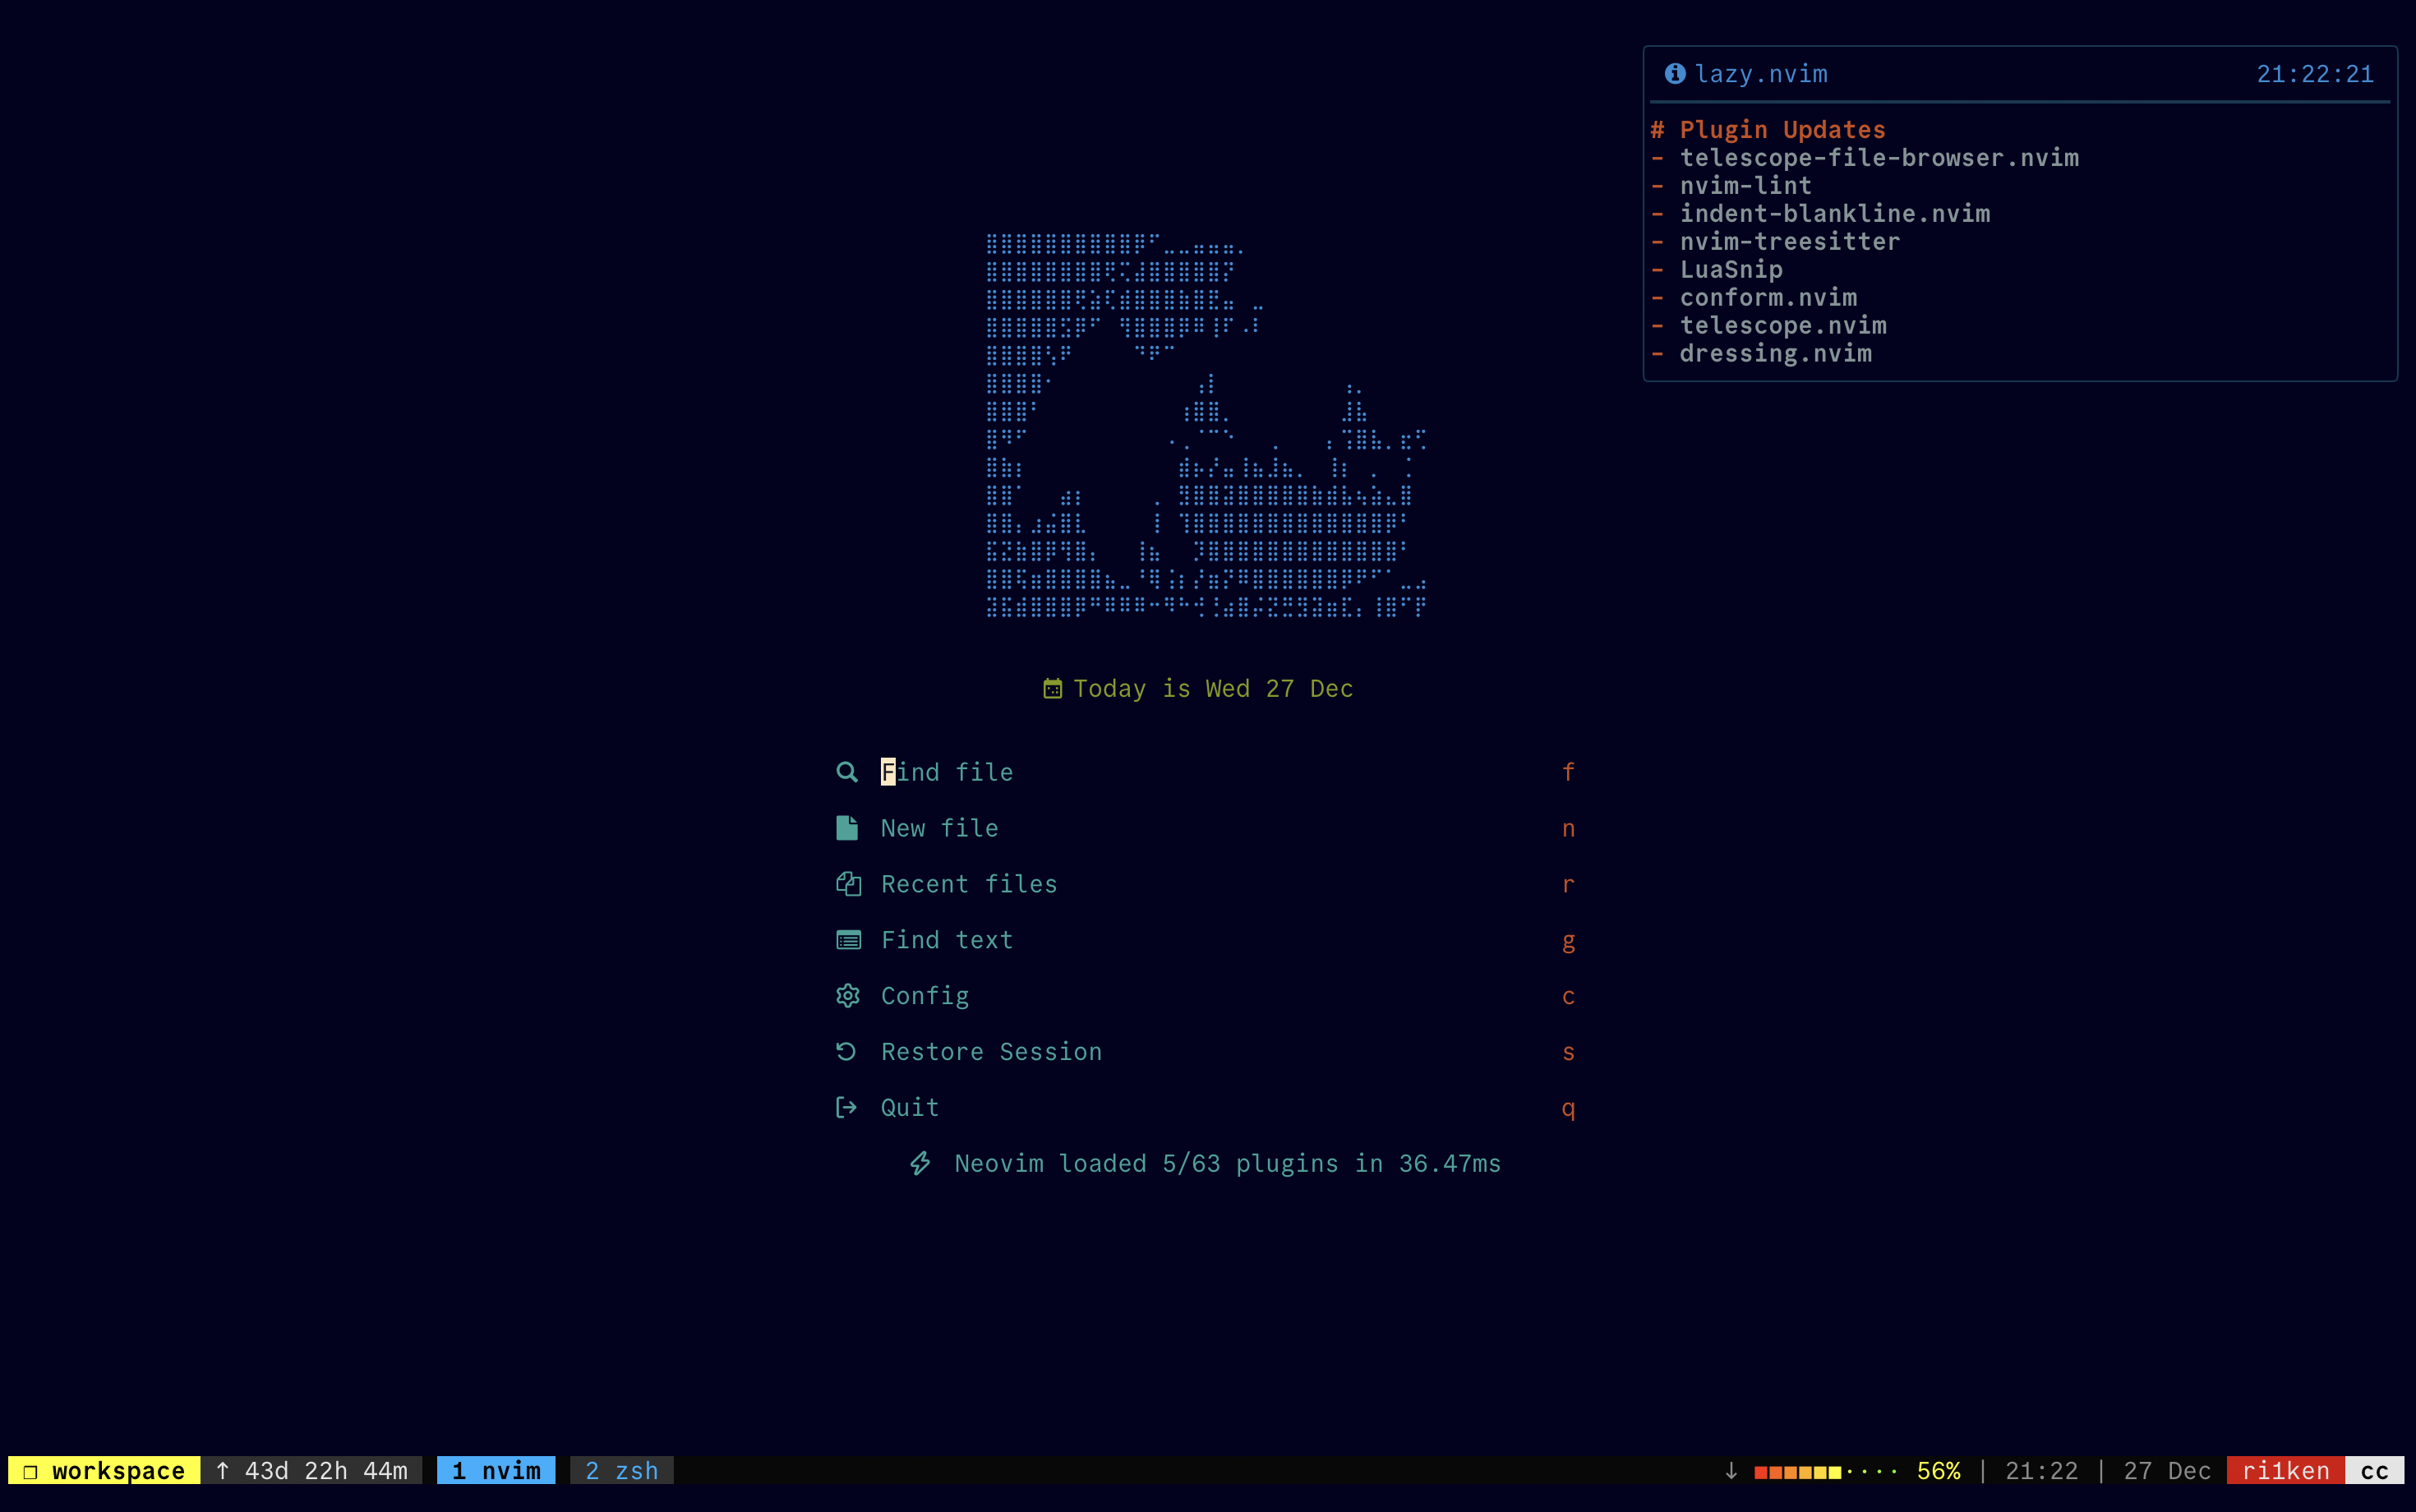 lazy.nvim 21:22:21
# Plugin Updates
- telescope-file-browser.nvim
- nvim-lint
- indent-blankline.nvim
- nvim-treesitter
- LuaSnip
- conform.nvim
- telescope.nvim
- dressing.nvim
Today is Wed 27 Dec
Find file f
New file n
Recent files r
Find text g
Config c
Restore Session s
Quit q
Neovim loaded 5/63 plugins in 36.47ms
❐ workspace ↑ 43d 22h 44m 1 nvim 2 zsh ↓ ■■■■■■···· 56% | 21:22 | 27 Dec ri1ken cc